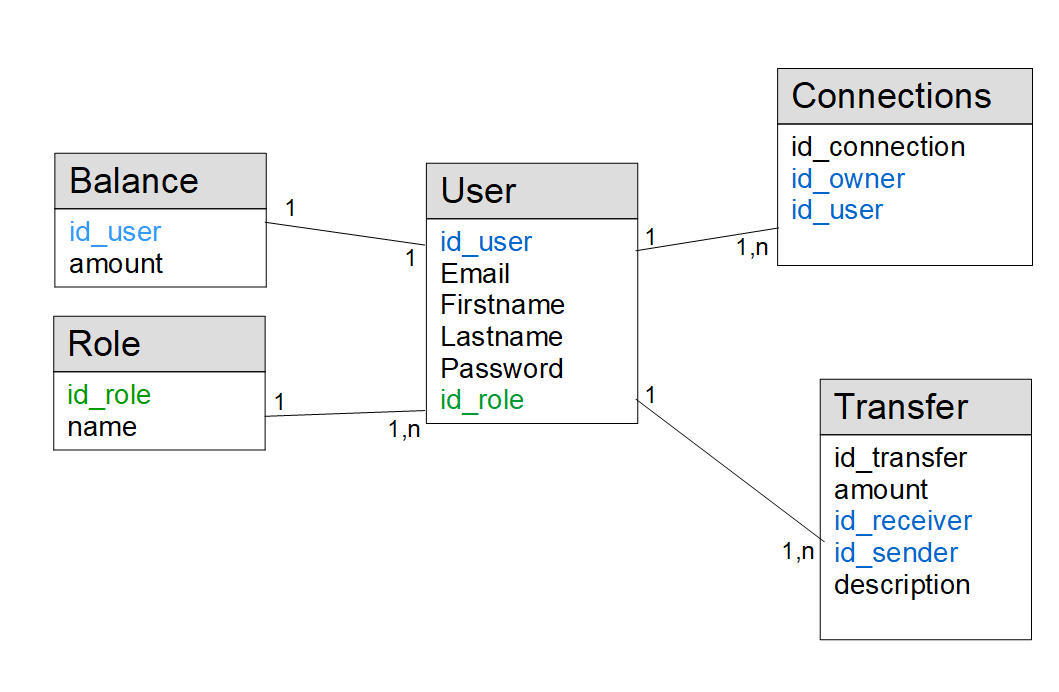 Balance
id_user
amount
Role
id_role
name
User
id_user
Email
Firstname
Lastname
Password
id_role
Connections
id_connection
id_owner
id_user
Transfer
id_transfer
amount
id_receiver
id_sender
description
1
1
1
1,n
1
1,n
1
1,n